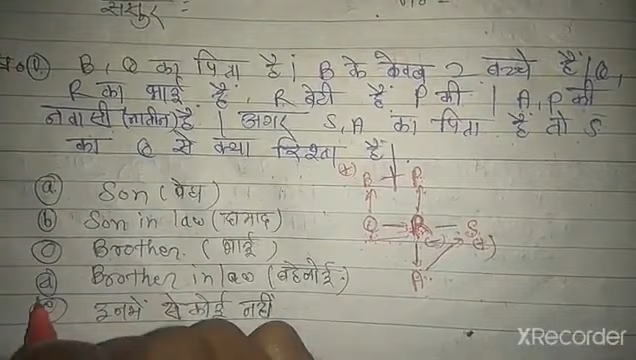 ससुर =
प्र० ① B, Q का पिता है। B के केवल 2 बच्चे हैं। Q,
R का भाई है, R बेटी है P की। A, P की
नवासी (नातीन) है। अगर S, A का पिता है तो S
का Q से क्या रिश्ता है।
(a) Son (बेटा)
(b) Son in law (दामाद)
(c) Brother. (भाई)
(d) Brother in law (बहनोई)
(e) इनमें से कोई नहीं
(+) B + P
Q — R — S
(-) (+)
A
XRecorder